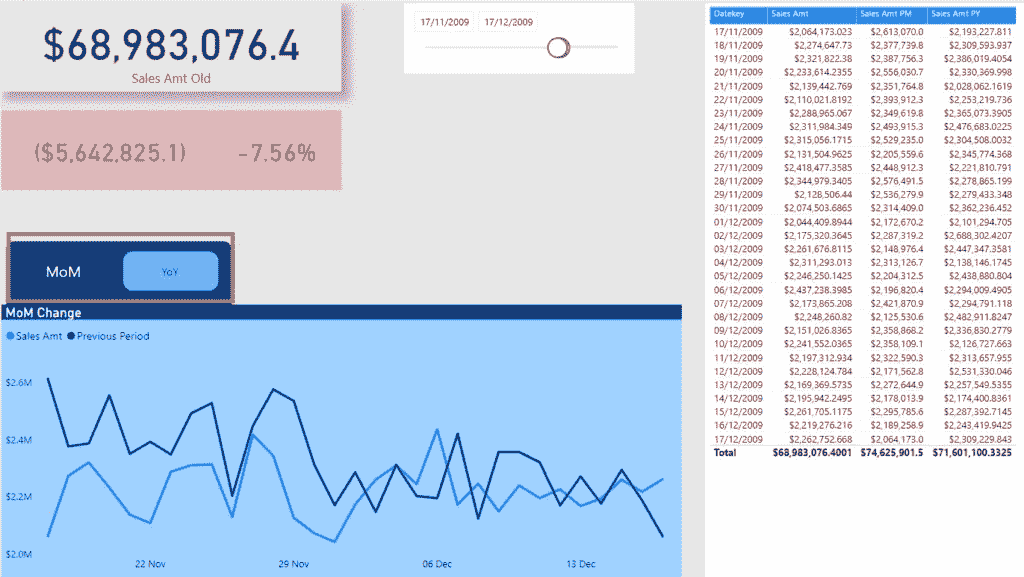 $68,983,076.4
Sales Amt Old
($5,642,825.1) -7.56%
17/11/2009 17/12/2009
MoM YoY
MoM Change
Sales Amt Previous Period
$2.6M
$2.4M
$2.2M
$2.0M
22 Nov 29 Nov 06 Dec 13 Dec
Datekey Sales Amt Sales Amt PM Sales Amt PY
17/11/2009 $2,064,173.023 $2,613,070.0 $2,193,227.811
18/11/2009 $2,274,647.73 $2,377,739.8 $2,309,593.937
19/11/2009 $2,321,822.38 $2,387,756.3 $2,386,019.4054
20/11/2009 $2,233,614.2355 $2,556,030.7 $2,330,369.998
21/11/2009 $2,139,442.769 $2,351,764.8 $2,028,062.1619
22/11/2009 $2,110,021.8192 $2,393,912.3 $2,253,219.736
23/11/2009 $2,288,965.067 $2,349,619.8 $2,365,073.3905
24/11/2009 $2,311,984.349 $2,493,915.3 $2,476,683.0225
25/11/2009 $2,315,056.1715 $2,529,235.0 $2,304,508.0032
26/11/2009 $2,131,504.9625 $2,205,559.6 $2,345,774.368
27/11/2009 $2,418,477.3585 $2,448,912.3 $2,221,810.791
28/11/2009 $2,344,979.3405 $2,576,491.5 $2,278,865.199
29/11/2009 $2,128,506.44 $2,536,279.9 $2,279,433.348
30/11/2009 $2,074,503.6865 $2,314,409.0 $2,362,236.452
01/12/2009 $2,044,409.8944 $2,172,670.2 $2,101,294.705
02/12/2009 $2,175,320.3645 $2,287,319.2 $2,688,302.4207
03/12/2009 $2,261,676.8115 $2,148,976.4 $2,447,347.3581
04/12/2009 $2,311,293.013 $2,313,126.7 $2,138,146.1745
05/12/2009 $2,246,250.1425 $2,204,312.5 $2,438,880.804
06/12/2009 $2,437,238.3985 $2,196,820.4 $2,294,009.4905
07/12/2009 $2,173,865.208 $2,421,870.9 $2,294,791.118
08/12/2009 $2,248,260.82 $2,125,530.6 $2,482,911.8247
09/12/2009 $2,151,026.8365 $2,358,868.2 $2,336,830.2779
10/12/2009 $2,241,552.0365 $2,358,109.1 $2,126,727.663
11/12/2009 $2,197,312.934 $2,322,590.3 $2,313,657.955
12/12/2009 $2,228,124.784 $2,171,562.8 $2,531,330.046
13/12/2009 $2,169,369.5735 $2,272,644.9 $2,257,549.5355
14/12/2009 $2,195,942.2495 $2,178,013.9 $2,174,400.8361
15/12/2009 $2,261,705.1175 $2,295,785.6 $2,287,392.7145
16/12/2009 $2,219,276.216 $2,189,258.9 $2,243,419.9425
17/12/2009 $2,262,752.668 $2,064,173.0 $2,309,229.843
Total $68,983,076.4001 $74,625,901.5 $71,601,100.3325